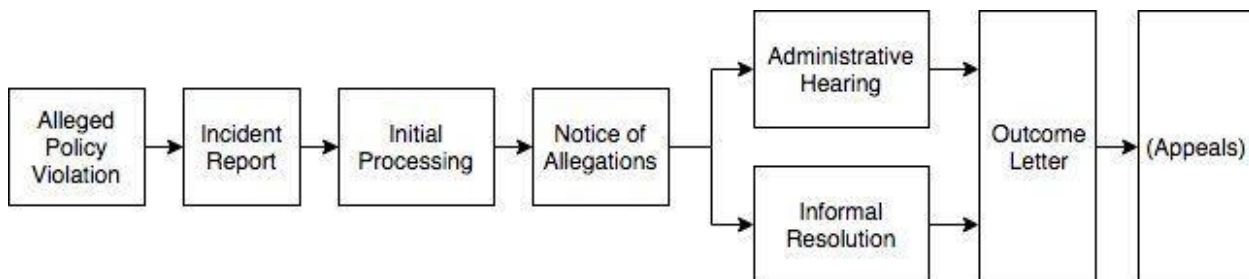 Alleged
Policy
Violation
Incident
Report
Initial
Processing
Notice of
Allegations
Administrative
Hearing
Informal
Resolution
Outcome
Letter
(Appeals)